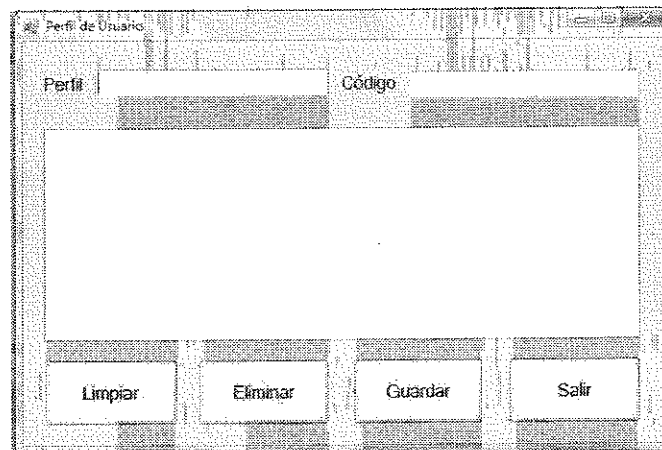 Perfil de Usuario
Perfil Código
Limpiar Eliminar Guardar Salir